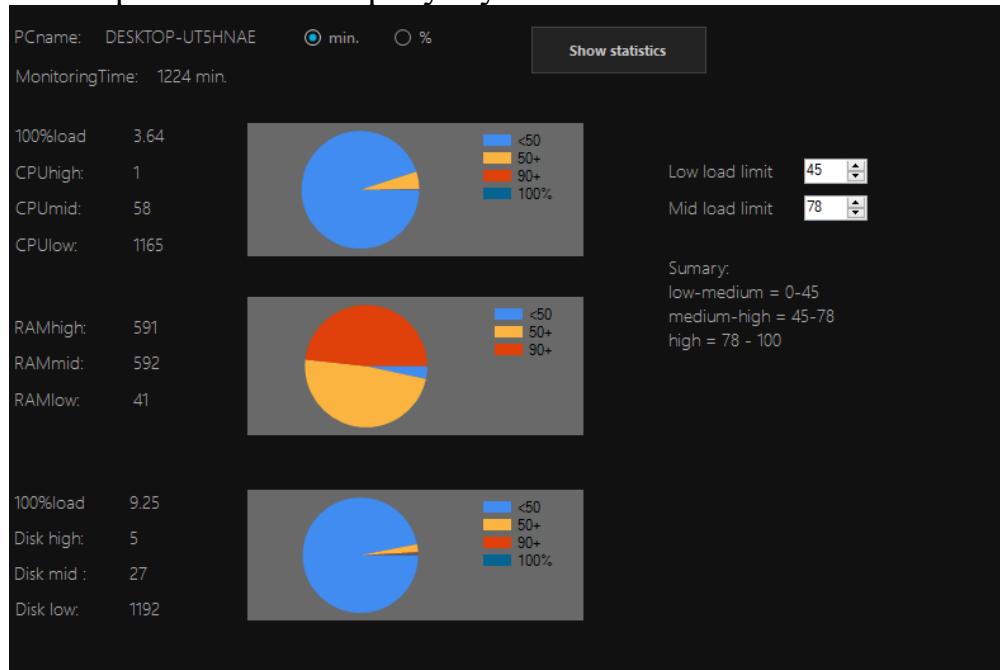 PCname: DESKTOP-UT5HNAE min. % Show statistics
MonitoringTime: 1224 min.
100%load 3.64
CPUhigh: 1
CPUmid: 58
CPUlow: 1165
<50
50+
90+
100%
Low load limit 45
Mid load limit 78
Sumary:
low-medium = 0-45
medium-high = 45-78
high = 78 - 100
RAMhigh: 591
RAMmid: 592
RAMlow: 41
<50
50+
90+
100%load 9.25
Disk high: 5
Disk mid : 27
Disk low: 1192
<50
50+
90+
100%